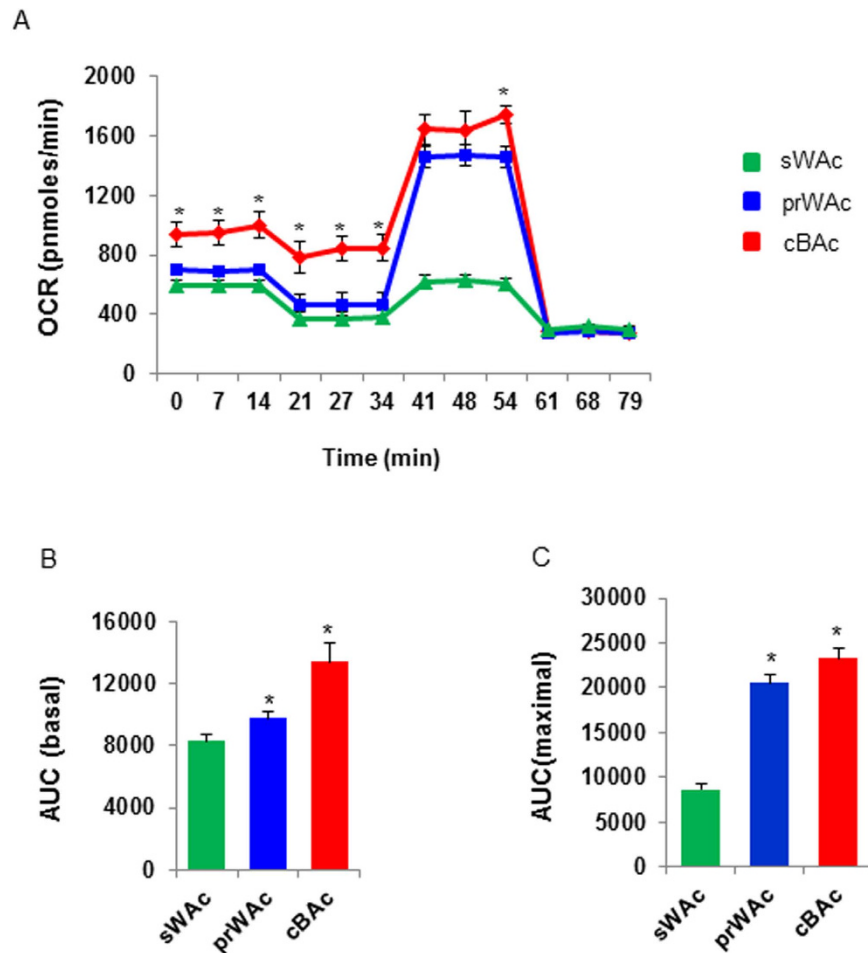 A
OCR (pnmoles/min)
2000
1600
1200
800
400
0
* * * * * * *
0 7 14 21 27 34 41 48 54 61 68 79
Time (min)
sWAc
prWAc
cBAc
B
AUC (basal)
16000
12000
8000
4000
0
* *
sWAc prWAc cBAc
C
AUC(maximal)
30000
25000
20000
15000
10000
5000
0
* *
sWAc prWAc cBAc